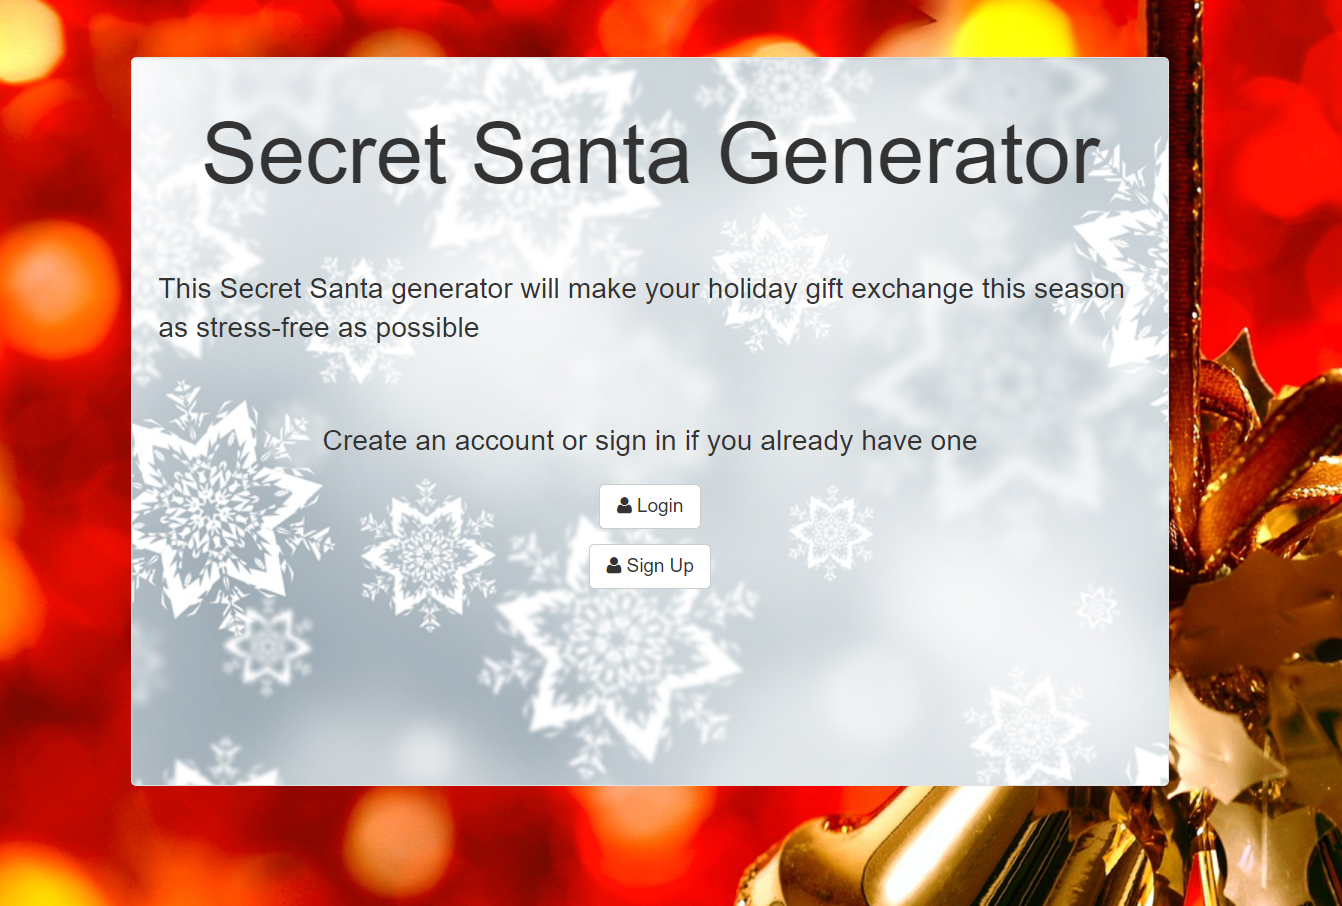 Secret Santa Generator
This Secret Santa generator will make your holiday gift exchange this season
as stress-free as possible
Create an account or sign in if you already have one
Login
Sign Up